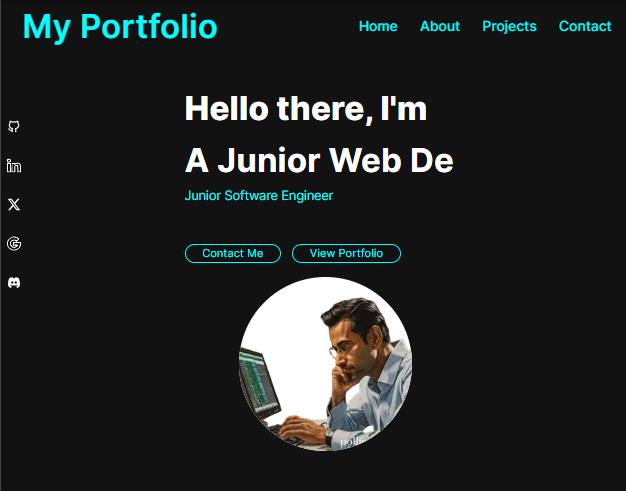 My Portfolio
Home About Projects Contact
Hello there, I'm
A Junior Web De
Junior Software Engineer
Contact Me View Portfolio